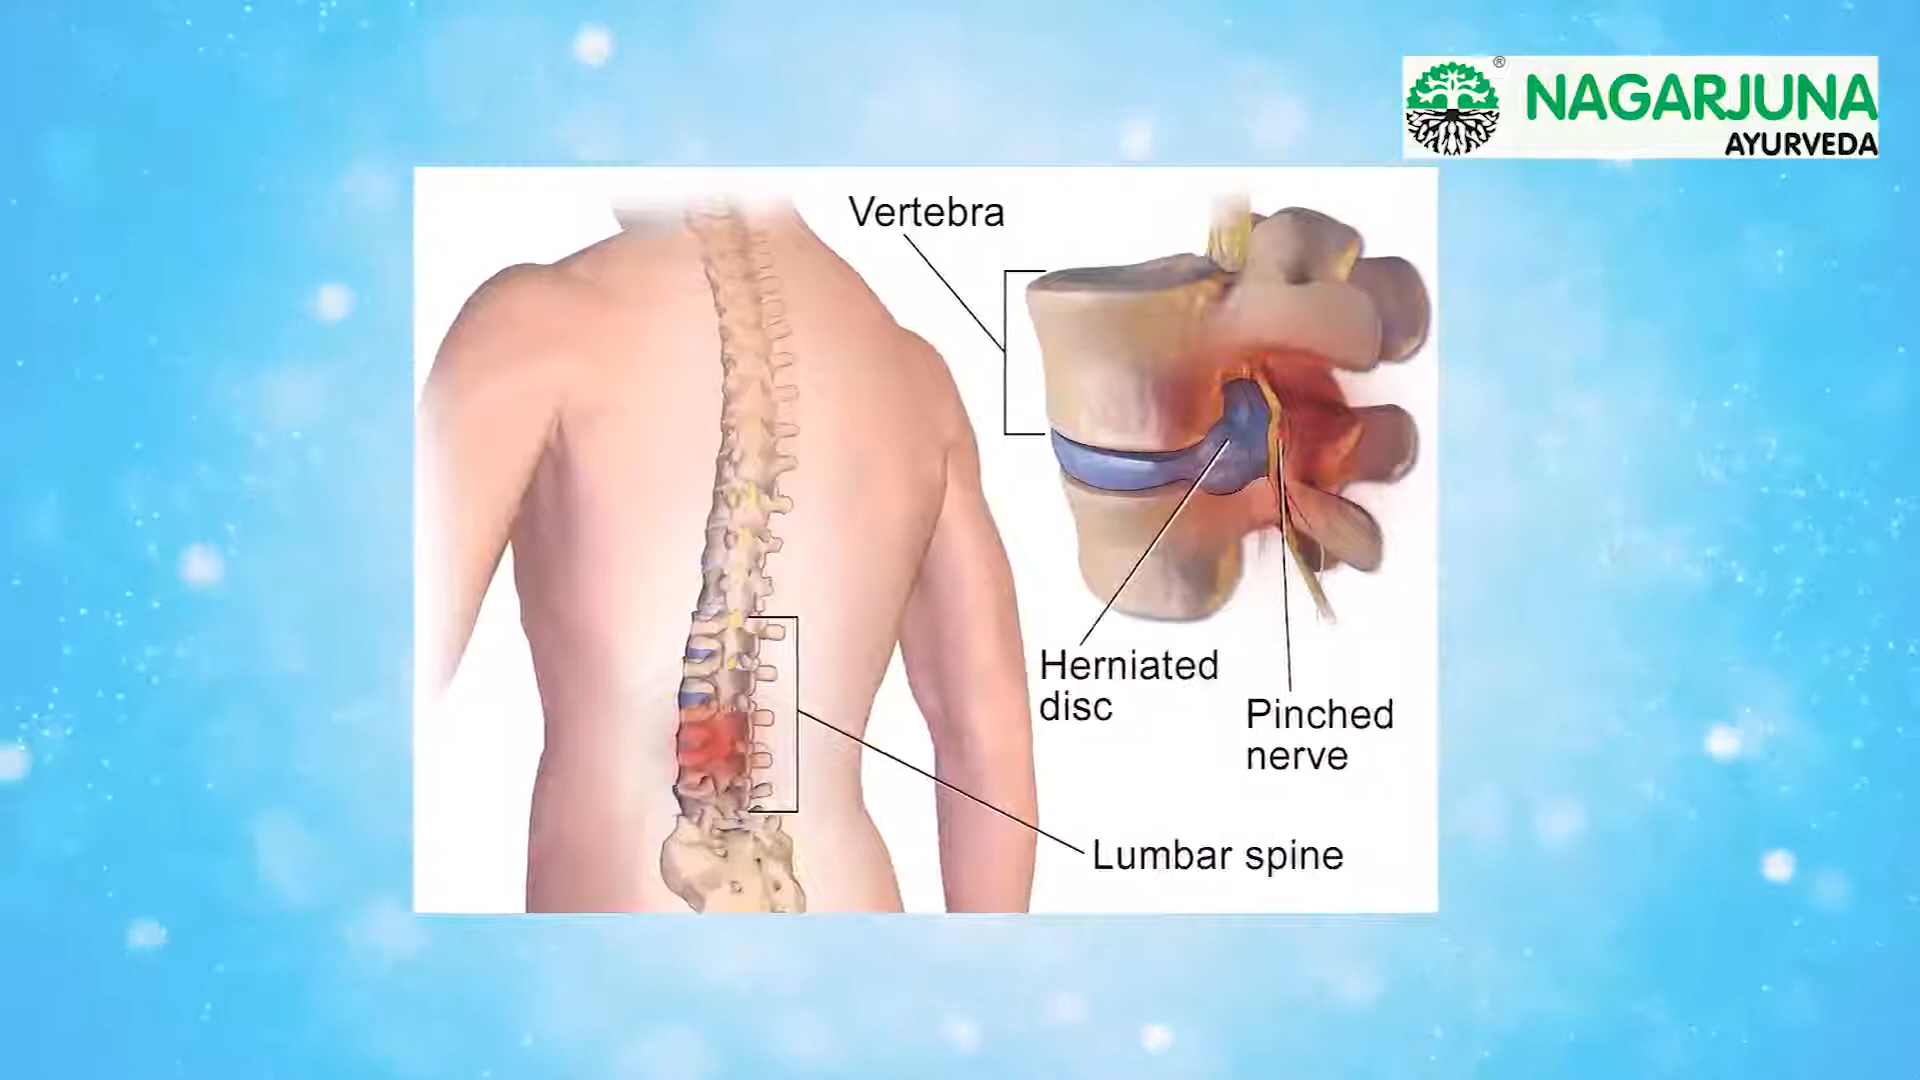 ®
NAGARJUNA
AYURVEDA
Vertebra
Herniated
disc
Pinched
nerve
Lumbar spine